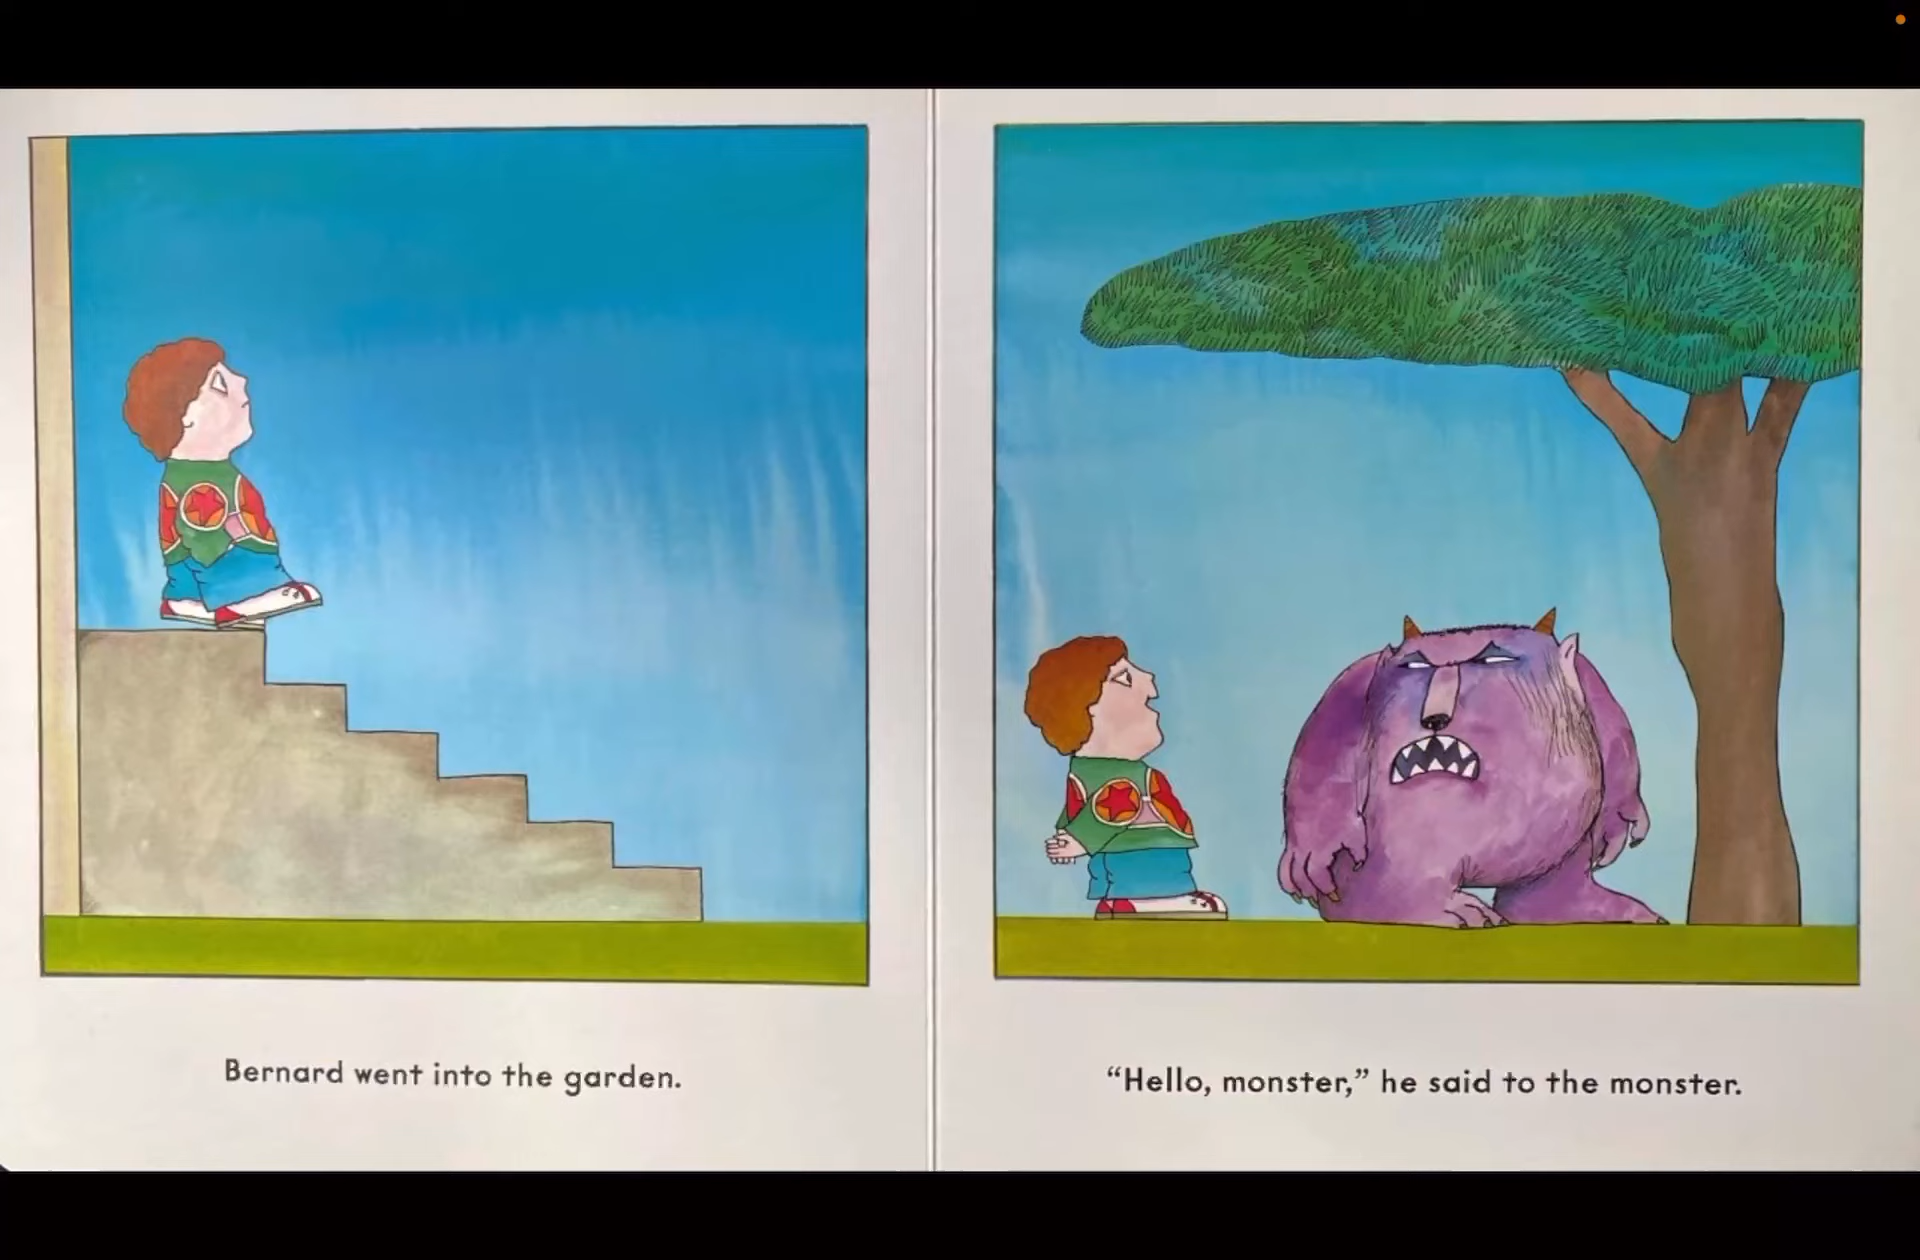 Bernard went into the garden.
“Hello, monster,” he said to the monster.